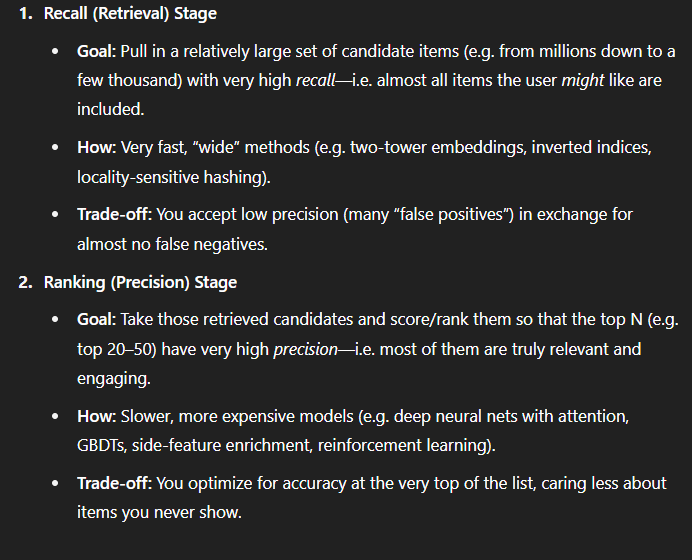 1. Recall (Retrieval) Stage
• Goal: Pull in a relatively large set of candidate items (e.g. from millions down to a
few thousand) with very high recall—i.e. almost all items the user might like are
included.
• How: Very fast, “wide” methods (e.g. two-tower embeddings, inverted indices,
locality-sensitive hashing).
• Trade-off: You accept low precision (many “false positives”) in exchange for
almost no false negatives.
2. Ranking (Precision) Stage
• Goal: Take those retrieved candidates and score/rank them so that the top N (e.g.
top 20–50) have very high precision—i.e. most of them are truly relevant and
engaging.
• How: Slower, more expensive models (e.g. deep neural nets with attention,
GBDTs, side-feature enrichment, reinforcement learning).
• Trade-off: You optimize for accuracy at the very top of the list, caring less about
items you never show.